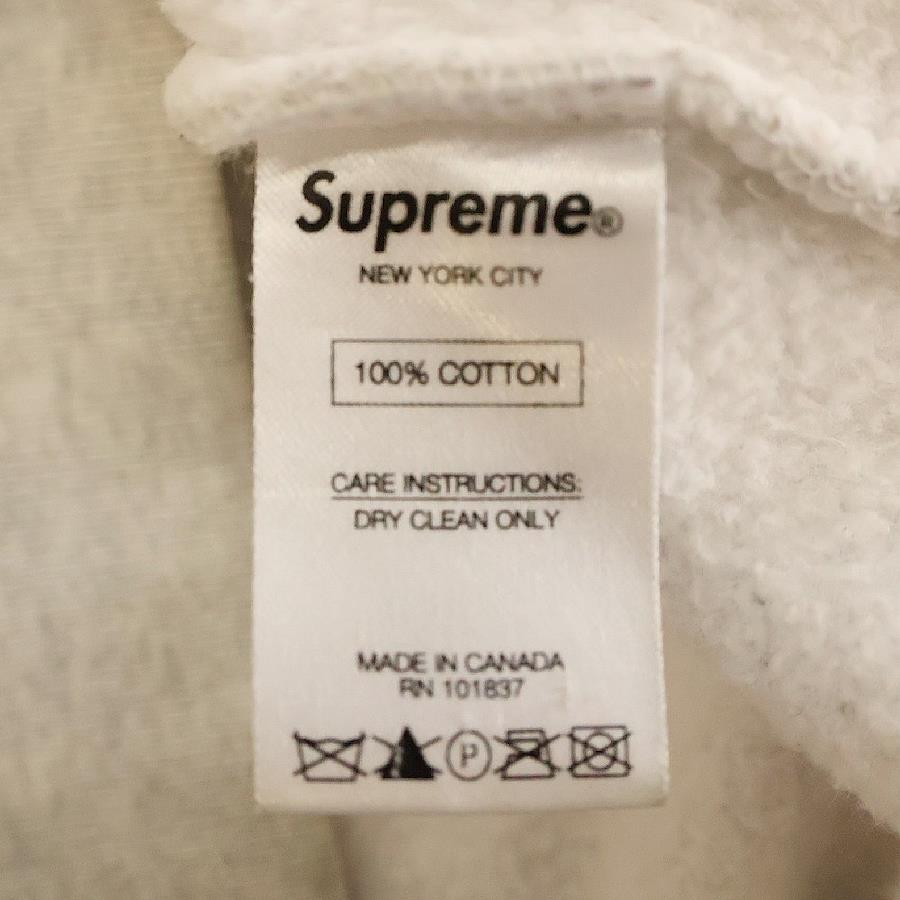 Supreme®
NEW YORK CITY
100% COTTON
CARE INSTRUCTIONS:
DRY CLEAN ONLY
MADE IN CANADA
RN 101837
P